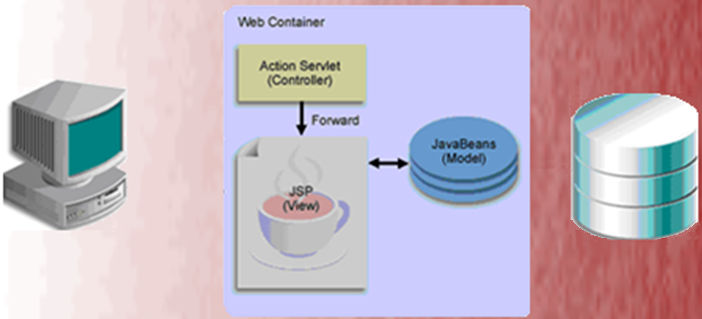 Web Container
Action Servlet
(Controller)
Forward
JavaBeans
(Model)
JSP
(View)